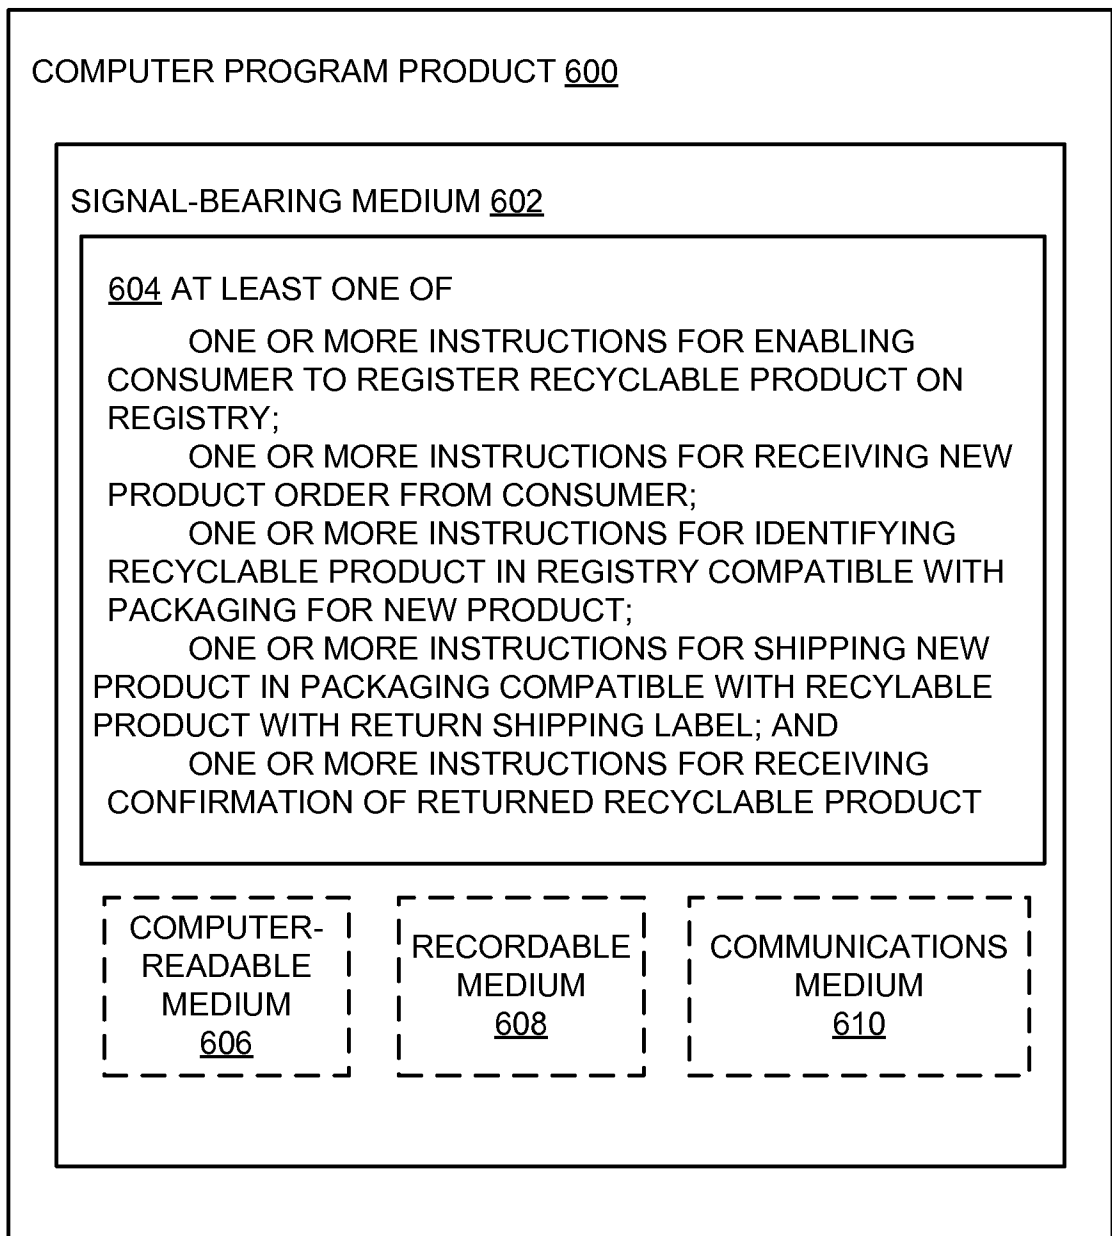 COMPUTER PROGRAM PRODUCT 600
SIGNAL-BEARING MEDIUM 602
604 AT LEAST ONE OF
ONE OR MORE INSTRUCTIONS FOR ENABLING
CONSUMER TO REGISTER RECYCLABLE PRODUCT ON
REGISTRY;
ONE OR MORE INSTRUCTIONS FOR RECEIVING NEW
PRODUCT ORDER FROM CONSUMER;
ONE OR MORE INSTRUCTIONS FOR IDENTIFYING
RECYCLABLE PRODUCT IN REGISTRY COMPATIBLE WITH
PACKAGING FOR NEW PRODUCT;
ONE OR MORE INSTRUCTIONS FOR SHIPPING NEW
PRODUCT IN PACKAGING COMPATIBLE WITH RECYLABLE
PRODUCT WITH RETURN SHIPPING LABEL; AND
ONE OR MORE INSTRUCTIONS FOR RECEIVING
CONFIRMATION OF RETURNED RECYCLABLE PRODUCT
COMPUTER-
READABLE
MEDIUM
606
RECORDABLE
MEDIUM
608
COMMUNICATIONS
MEDIUM
610